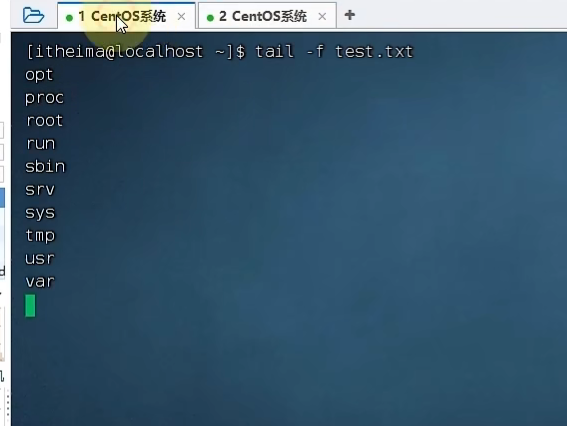 1 CentOS系统 × 2 CentOS系统 × +
[itheima@localhost ~]$ tail -f test.txt
opt
proc
root
run
sbin
srv
sys
tmp
usr
var